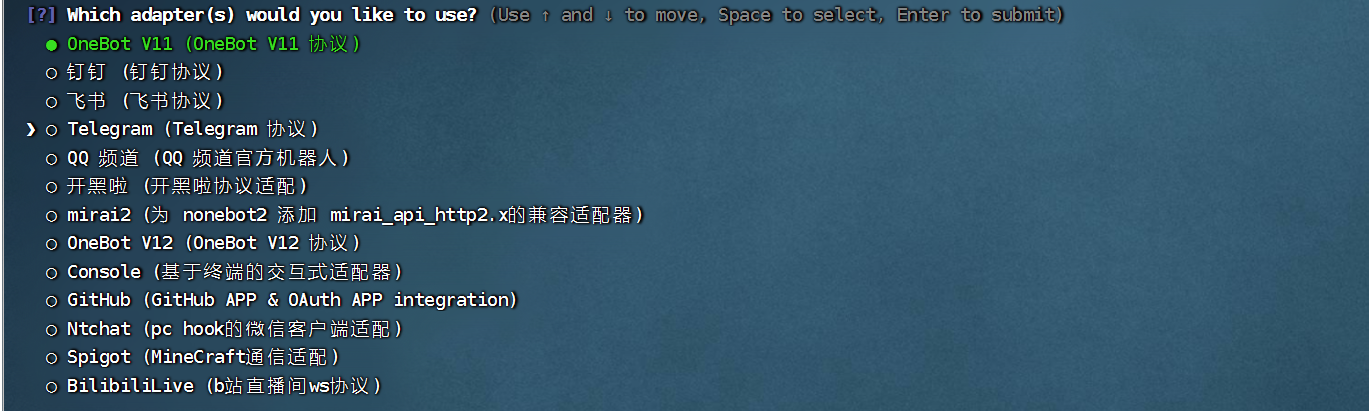 [?] Which adapter(s) would you like to use? (Use ↑ and ↓ to move, Space to select, Enter to submit)
● OneBot V11 (OneBot V11 协议)
○ 钉钉 (钉钉协议)
○ 飞书 (飞书协议)
❯ ○ Telegram (Telegram 协议)
○ QQ 频道 (QQ 频道官方机器人)
○ 开黑啦 (开黑啦协议适配)
○ mirai2 (为 nonebot2 添加 mirai_api_http2.x的兼容适配器)
○ OneBot V12 (OneBot V12 协议)
○ Console (基于终端的交互式适配器)
○ GitHub (GitHub APP & OAuth APP integration)
○ Ntchat (pc hook的微信客户端适配)
○ Spigot (MineCraft通信适配)
○ BilibiliLive (b站直播间ws协议)